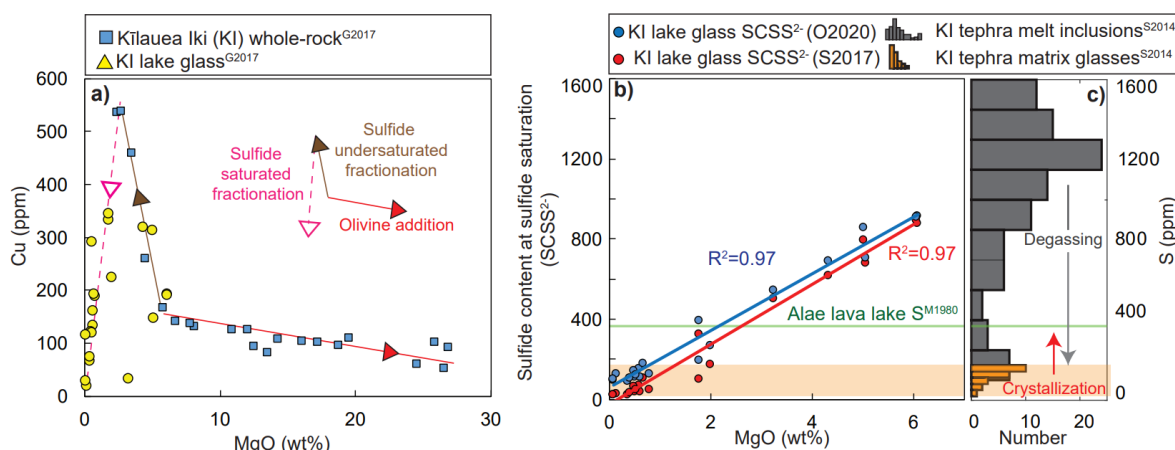 Kīlauea Iki (KI) whole-rockG2017
KI lake glassG2017
KI lake glass SCSS2- (O2020)
KI tephra melt inclusionsS2014
KI lake glass SCSS2- (S2017)
KI tephra matrix glassesS2014
a)
600
500
400
300
200
100
0
Cu (ppm)
0
10
20
30
MgO (wt%)
Sulfide
saturated
fractionation
Sulfide
undersaturated
fractionation
Olivine addition
b)
Sulfide content at sulfide saturation
(SCSS2-)
1600
1200
800
400
0
0
2
4
6
MgO (wt%)
R2=0.97
R2=0.97
Alae lava lake SM1980
c)
1600
1200
800
400
0
S (ppm)
Degassing
Crystallization
0
10
20
Number